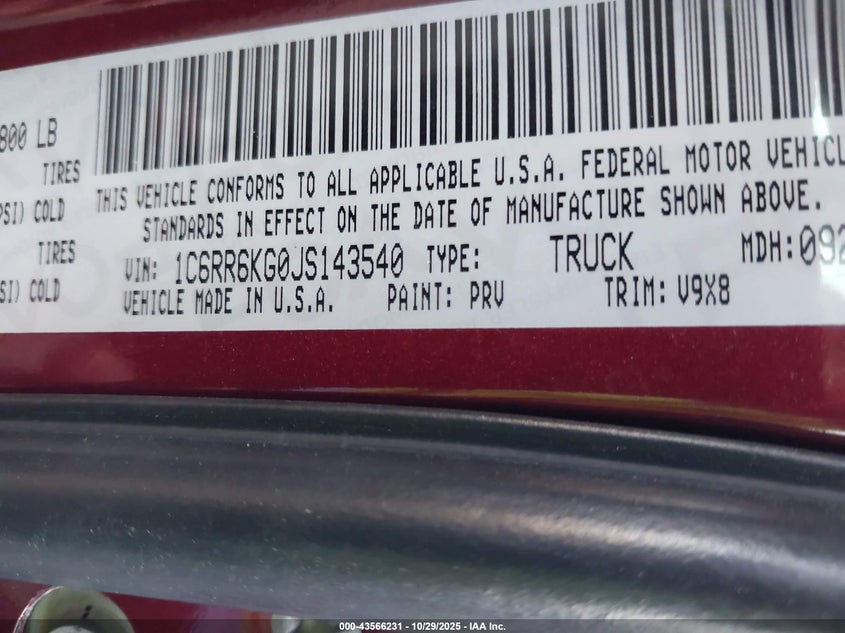 800 LB
TIRES
PSI) COLD
TIRES
SI) COLD
THIS VEHICLE CONFORMS TO ALL APPLICABLE U.S.A. FEDERAL MOTOR VEHICL
STANDARDS IN EFFECT ON THE DATE OF MANUFACTURE SHOWN ABOVE.
VIN: 1C6RR6KG0JS143540 TYPE: TRUCK MDH:092
VEHICLE MADE IN U.S.A. PAINT: PRV TRIM: V9X8
000-43566231 - 10/29/2025 - IAA Inc.